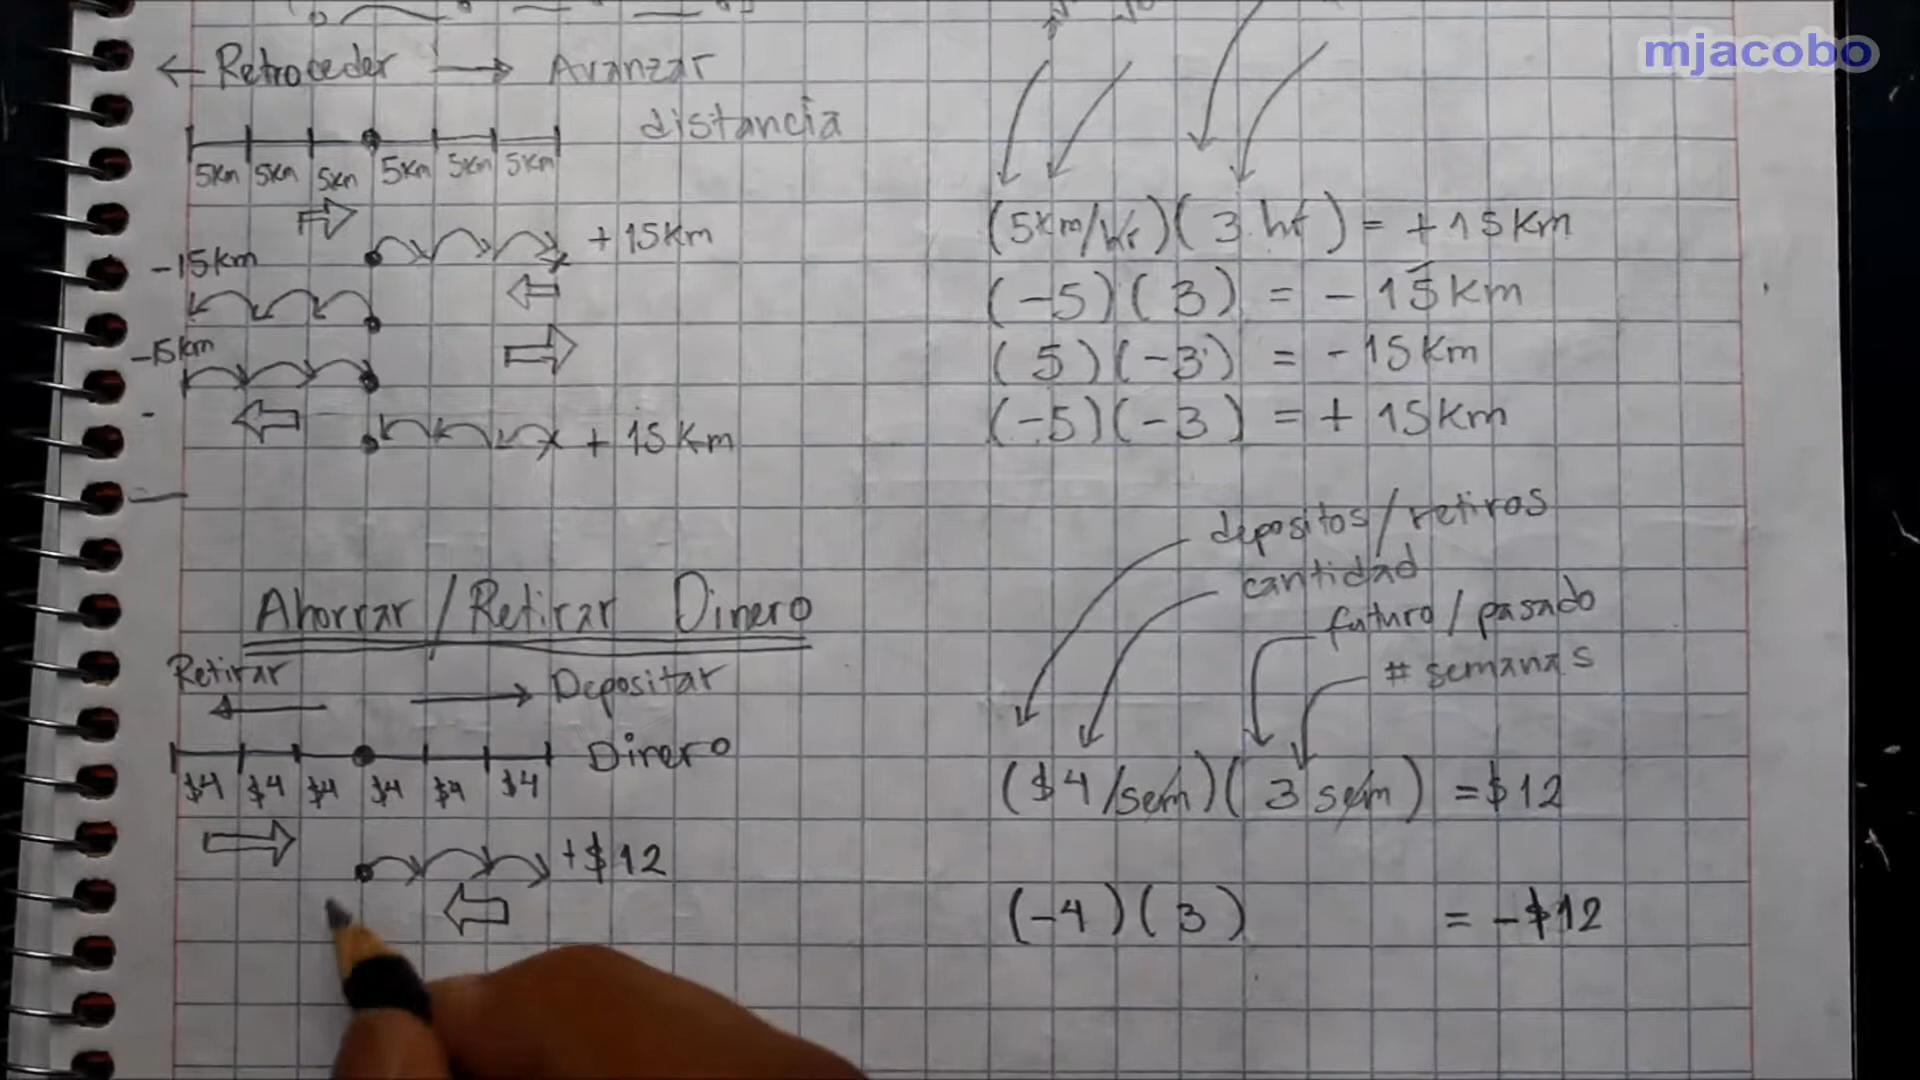 mjacobo
← Retroceder → Avanzar
distancia
5km 5km 5km 5km 5km 5km
+15km
-15km
-15km
+ 15Km
(5km/hr)( 3 hr ) = +15Km
(-5)( 3 ) = - 15Km
( 5 )(-3) = - 15Km
(-5)(-3 ) = + 15Km
Ahorrar / Retirar Dinero
Retirar
→ Depositar
Dinero
$4 $4 $4 $4 $4 $4
+$12
depositos/retiros
cantidad
futuro / pasado
# semanas
($4/sem)( 3 sem ) =$12
(-4)( 3 ) = -$12